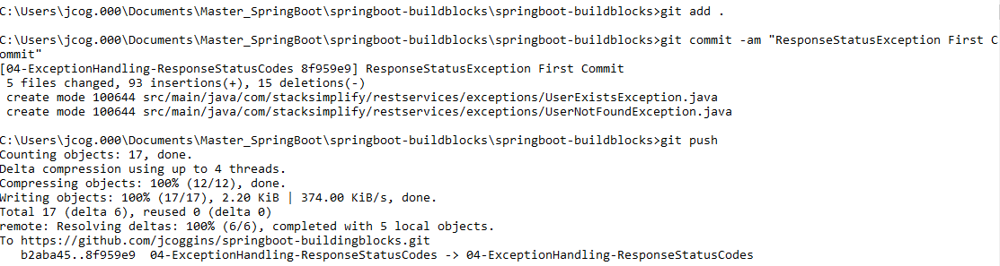 C:\Users\jcog.000\Documents\Master_SpringBoot\springboot-buildblocks\springboot-buildblocks>git add .
C:\Users\jcog.000\Documents\Master_SpringBoot\springboot-buildblocks\springboot-buildblocks>git commit -am "ResponseStatusException First C
ommit"
[04-ExceptionHandling-ResponseStatusCodes 8f959e9] ResponseStatusException First Commit
 5 files changed, 93 insertions(+), 15 deletions(-)
 create mode 100644 src/main/java/com/stacksimplify/restservices/exceptions/UserExistsException.java
 create mode 100644 src/main/java/com/stacksimplify/restservices/exceptions/UserNotFoundException.java
C:\Users\jcog.000\Documents\Master_SpringBoot\springboot-buildblocks\springboot-buildblocks>git push
Counting objects: 17, done.
Delta compression using up to 4 threads.
Compressing objects: 100% (12/12), done.
Writing objects: 100% (17/17), 2.20 KiB | 374.00 KiB/s, done.
Total 17 (delta 6), reused 0 (delta 0)
remote: Resolving deltas: 100% (6/6), completed with 5 local objects.
To https://github.com/jcoggins/springboot-buildingblocks.git
   b2aba45..8f959e9  04-ExceptionHandling-ResponseStatusCodes -> 04-ExceptionHandling-ResponseStatusCodes